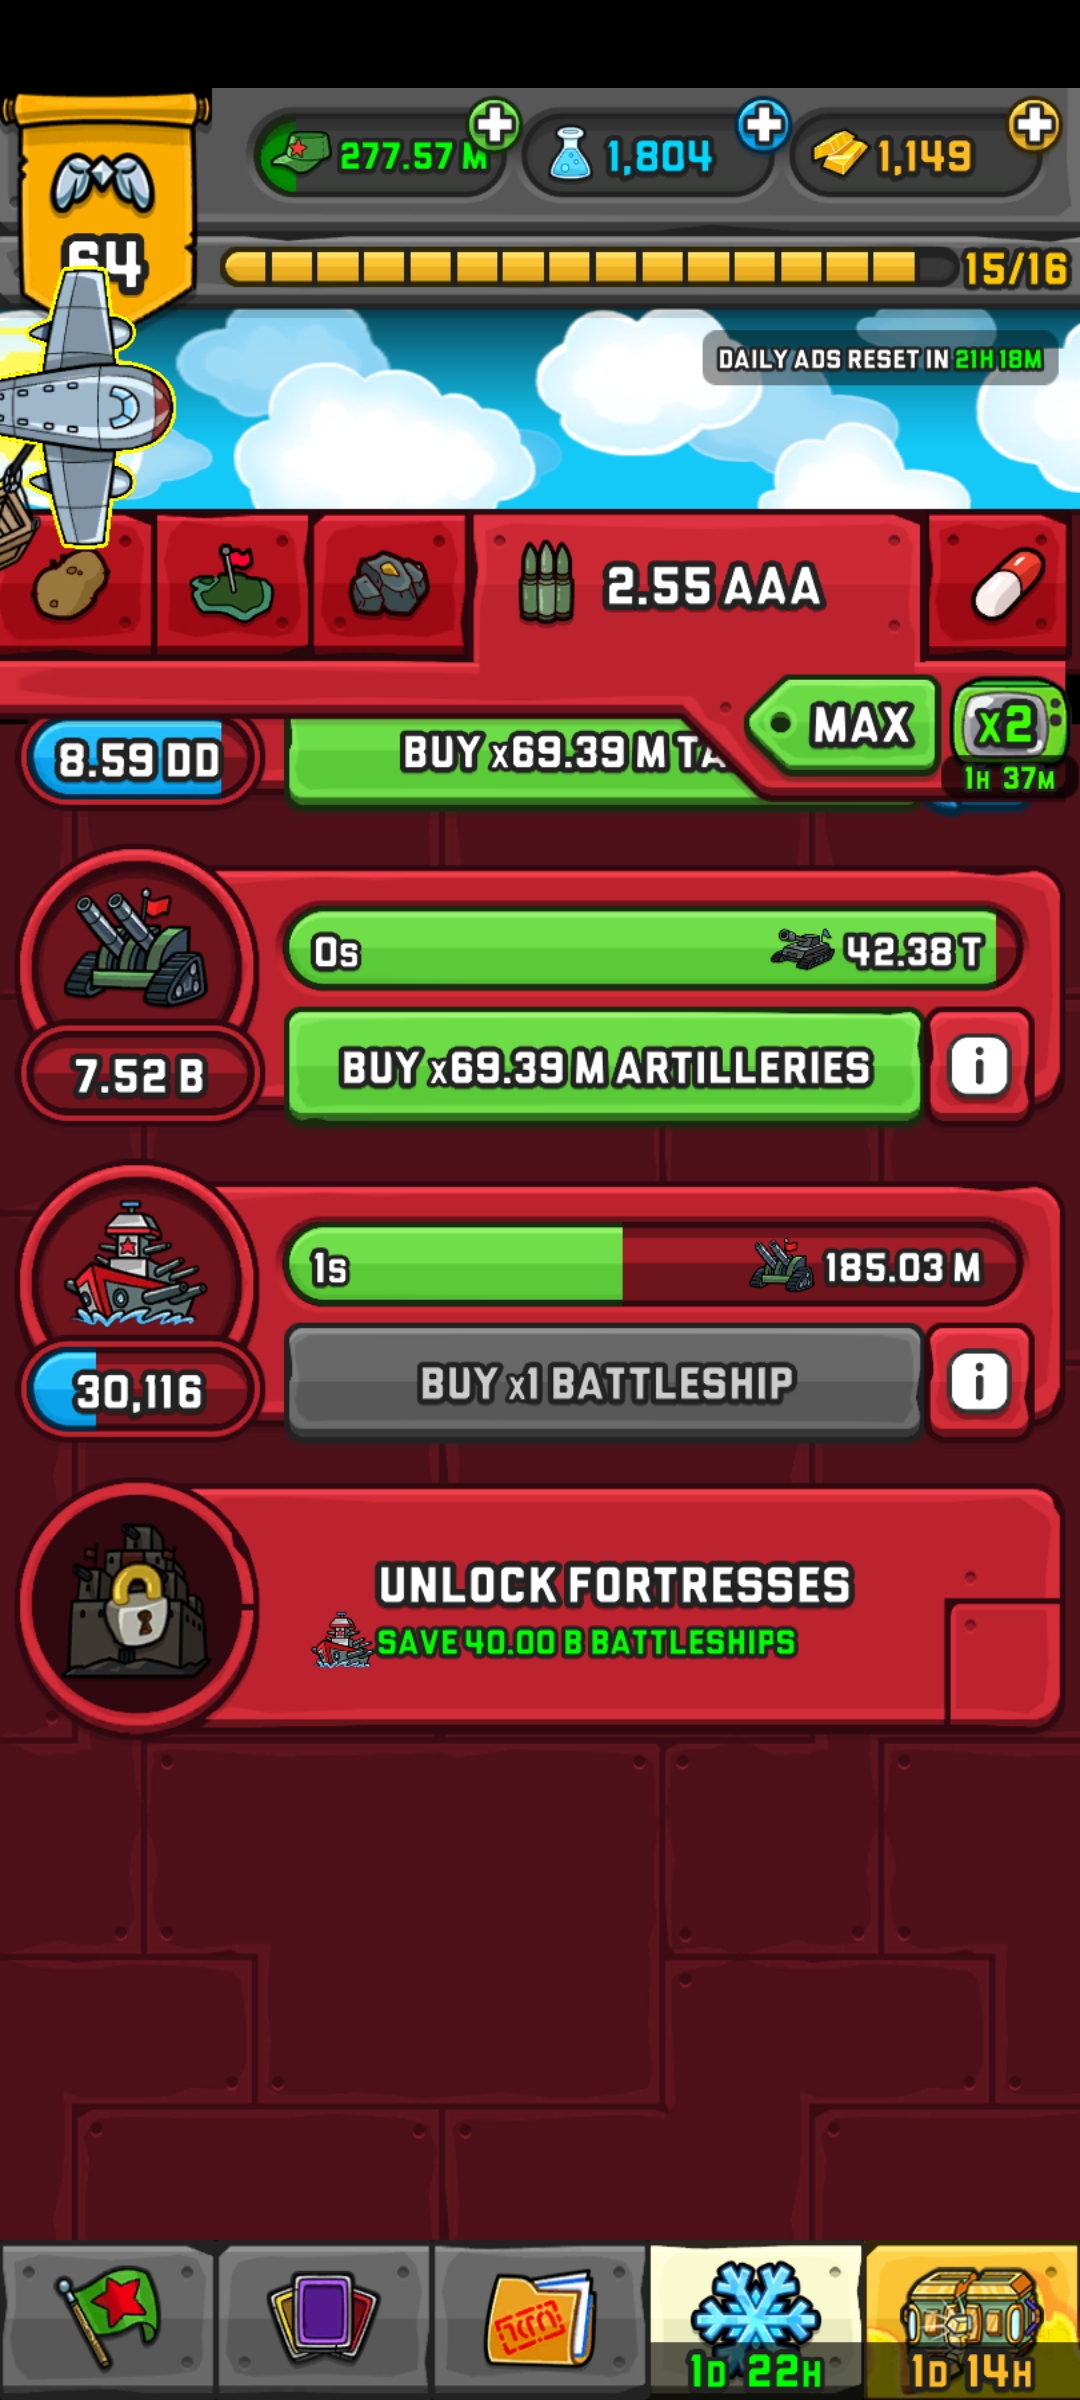 277.57 M
1,804
1,149
64
15/16
DAILY ADS RESET IN 21H 18M
2.55 AAA
MAX
X2
1H 37M
8.59 DD
BUY x69.39 M TA
0s
42.38 T
7.52 B
BUY x69.39 M ARTILLERIES
i
1s
185.03 M
30,116
BUY x1 BATTLESHIP
i
UNLOCK FORTRESSES
SAVE 40.00 B BATTLESHIPS
1D 22H
1D 14H